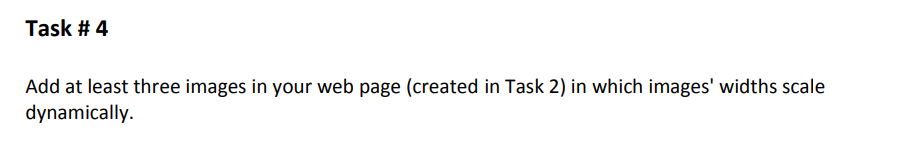 Task # 4
Add at least three images in your web page (created in Task 2) in which images' widths scale
dynamically.